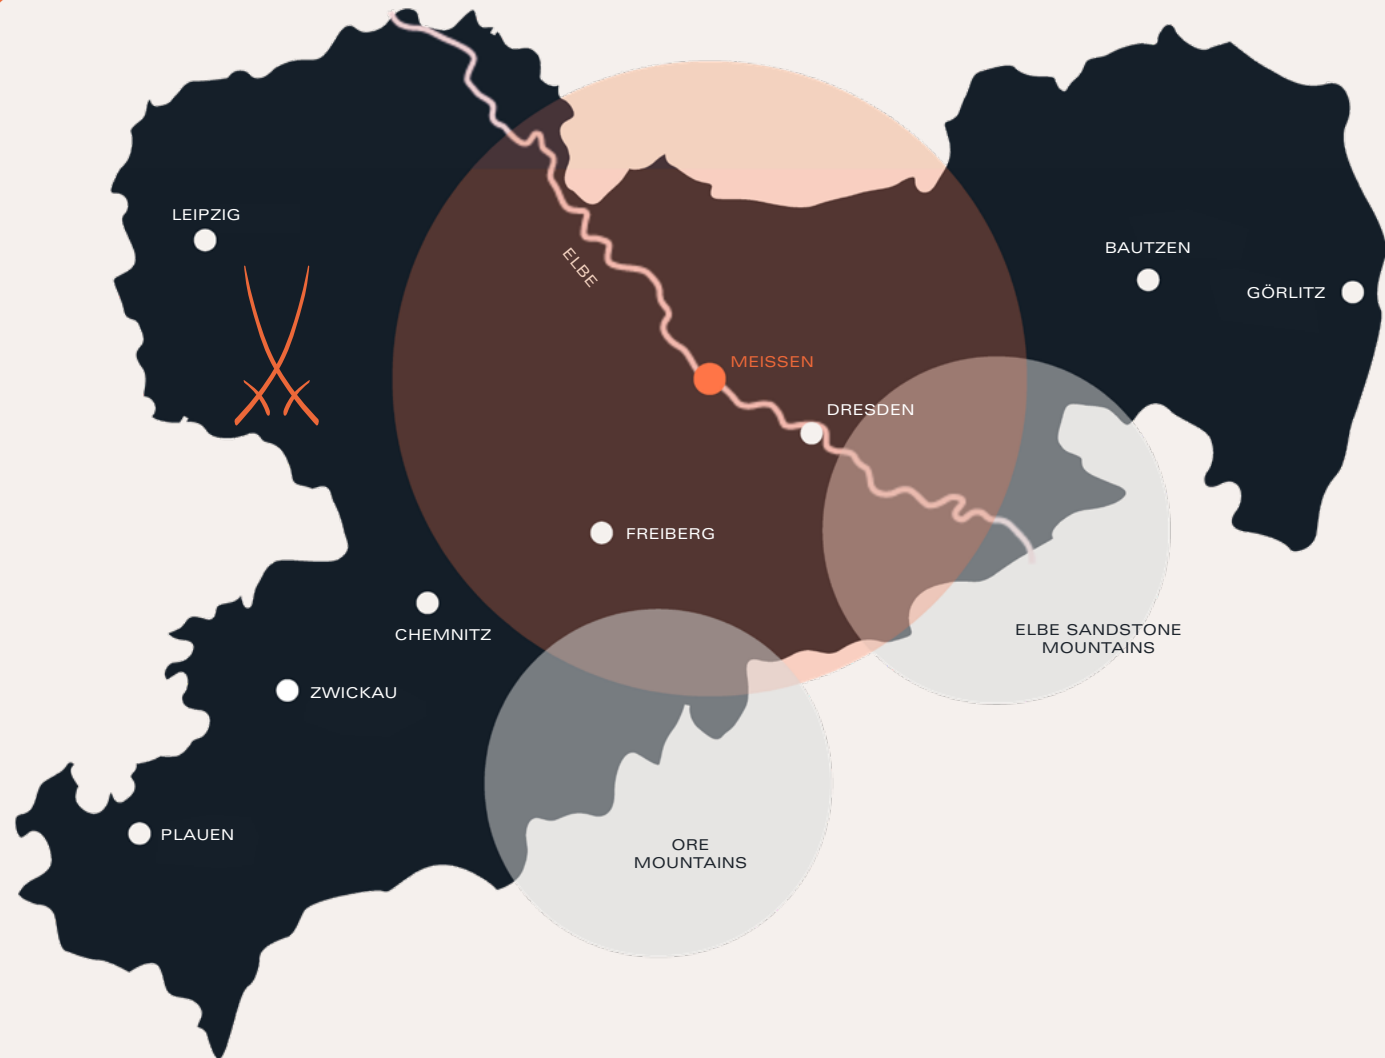 LEIPZIG
BAUTZEN
ELBE
GÖRLITZ
MEISSEN
DRESDEN
FREIBERG
CHEMNITZ
ELBE SANDSTONE
MOUNTAINS
ZWICKAU
PLAUEN
ORE
MOUNTAINS